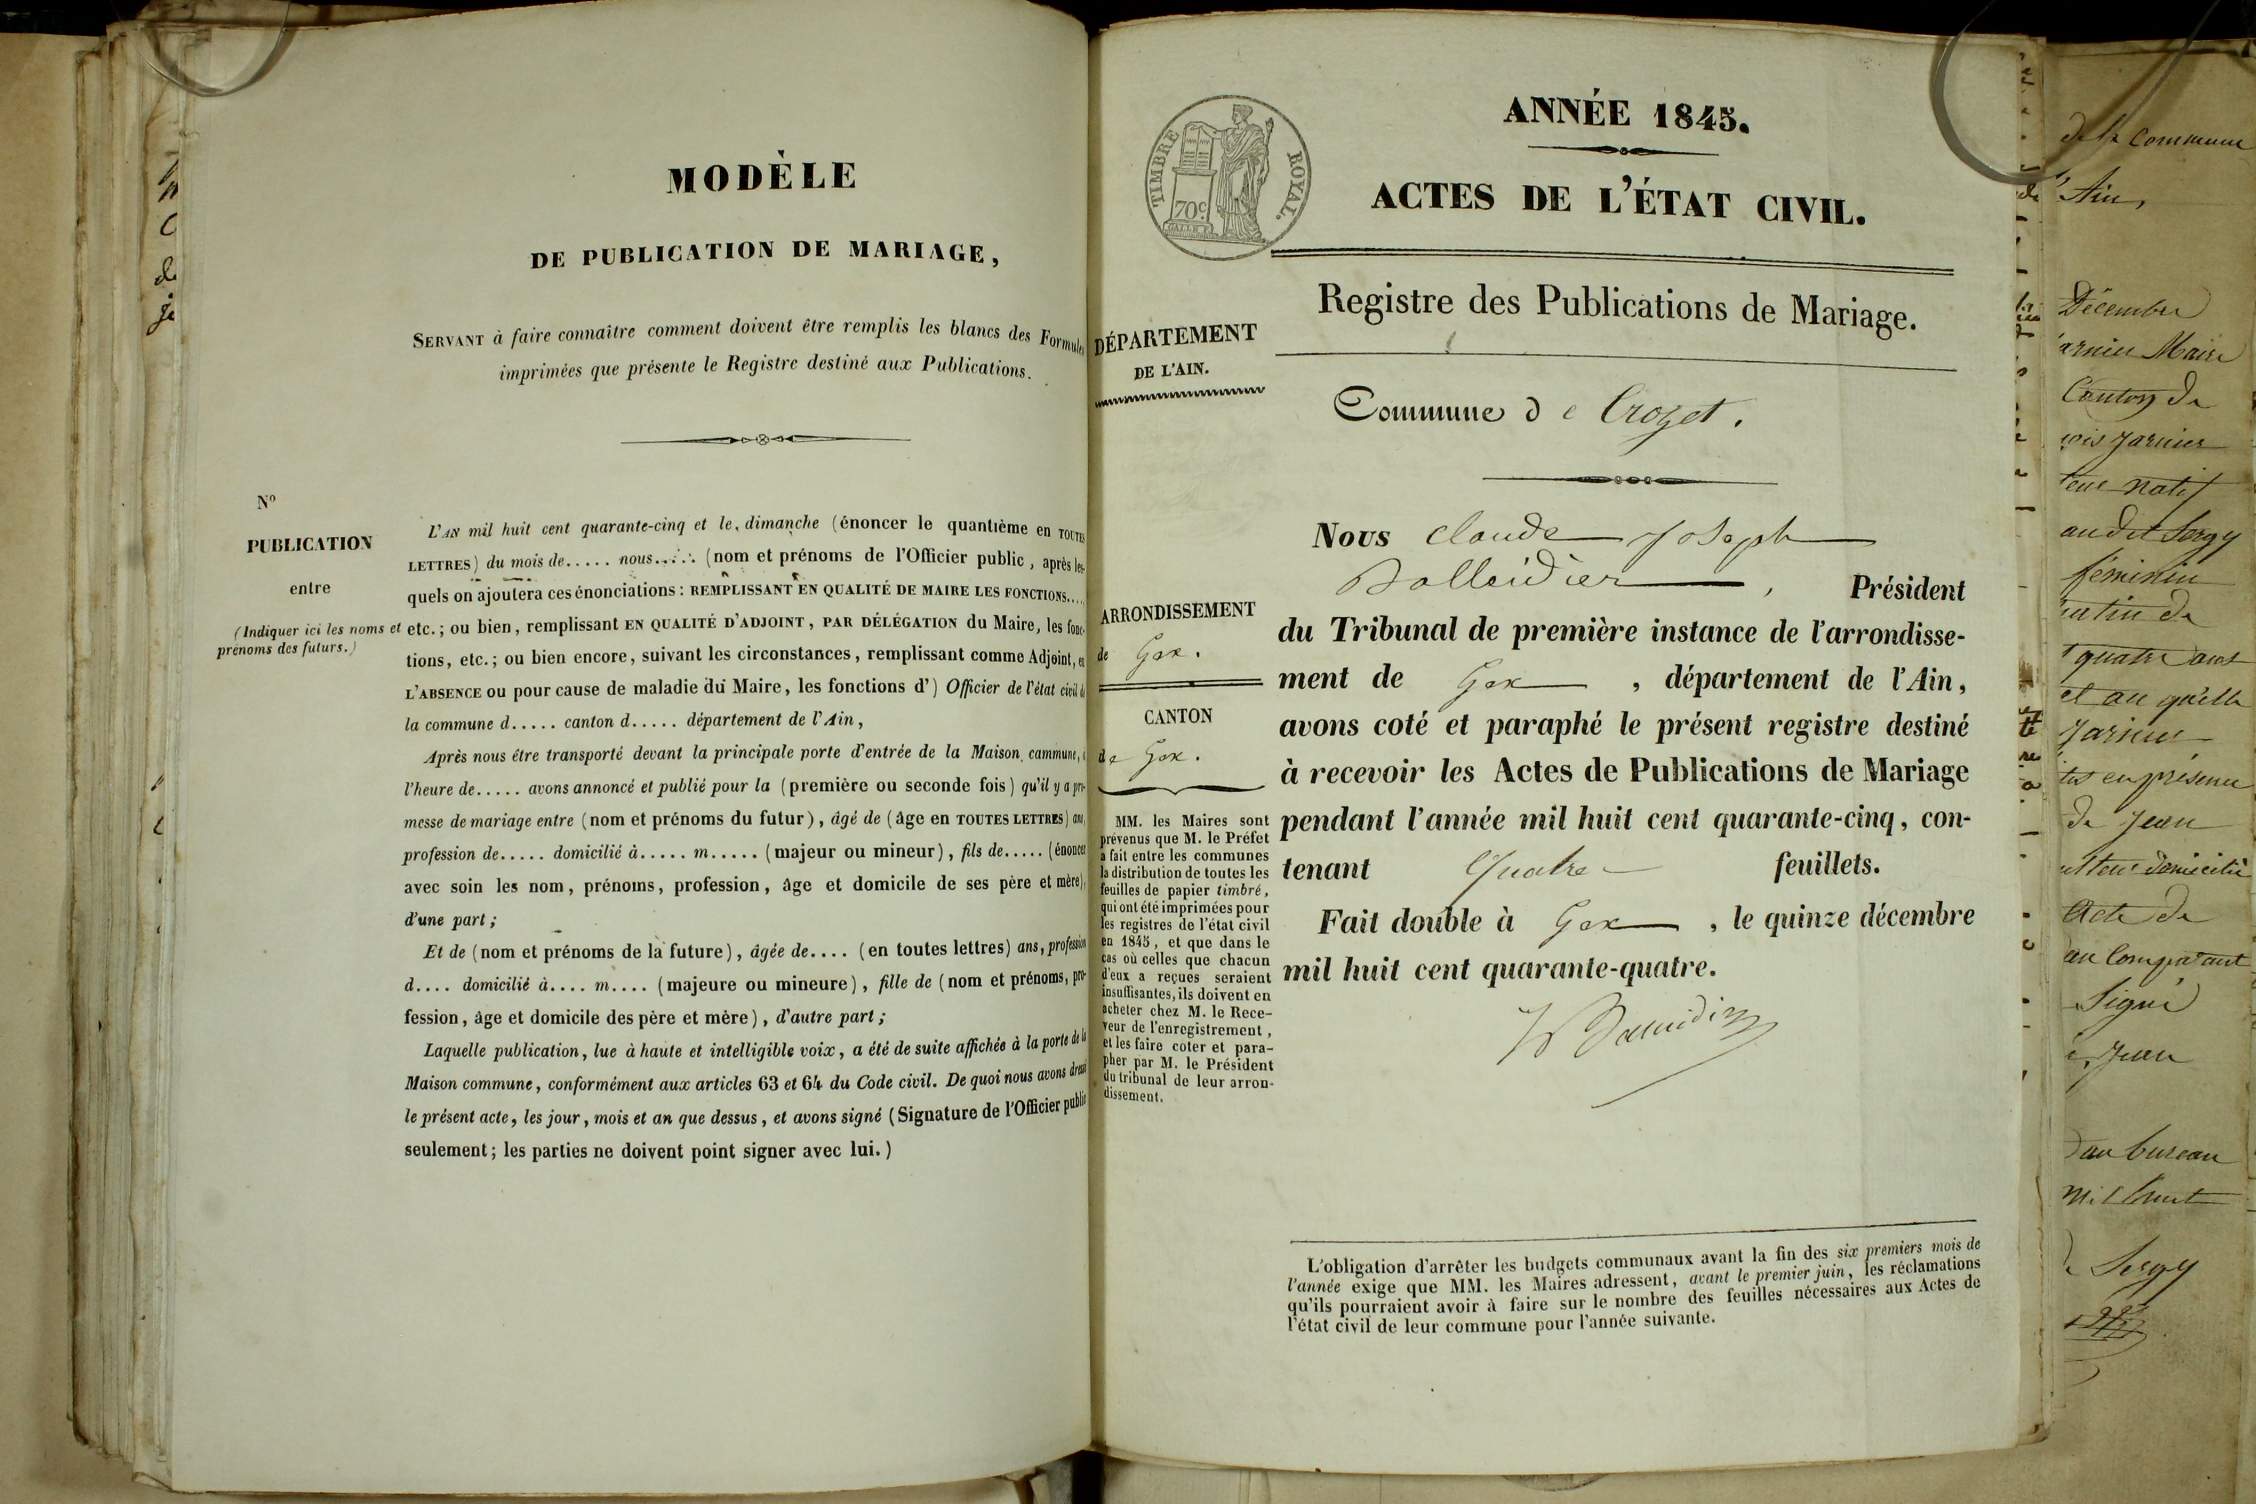 MODÈLE
DE PUBLICATION DE MARIAGE,
SERVANT à faire connaître comment doivent être remplis les blancs des Formules
imprimées que présente le Registre destiné aux Publications.
N°
PUBLICATION
entre
(Indiquer ici les noms et
prénoms des futurs.)
L'AN mil huit cent quarante-cinq et le, dimanche (énoncer le quantième en TOUTES
LETTRES) du mois de..... nous..... (nom et prénoms de l'Officier public, après les-
quels on ajoutera ces énonciations: REMPLISSANT EN QUALITÉ DE MAIRE LES FONCTIONS....,
etc.; ou bien, remplissant EN QUALITÉ D'ADJOINT, PAR DÉLÉGATION du Maire, les fonc-
tions, etc.; ou bien encore, suivant les circonstances, remplissant comme Adjoint, en
L'ABSENCE ou pour cause de maladie du Maire, les fonctions d') Officier de l'état civil de
la commune d..... canton d..... département de l'Ain,
Après nous être transporté devant la principale porte d'entrée de la Maison cammune, à
l'heure de..... avons annoncé et publié pour la (première ou seconde fois) qu'il y a pro-
messe de mariage entre (nom et prénoms du futur), âgé de (âge en TOUTES LETTRES) ans,
profession de..... domicilié à..... m..... (majeur ou mineur), fils de..... (énoncer
avec soin les nom, prénoms, profession, âge et domicile de ses père et mère),
d'une part;
Et de (nom et prénoms de la future), âgée de.... (en toutes lettres) ans, profession
d.... domicilié à.... m.... (majeure ou mineure), fille de (nom et prénoms, pro-
fession, âge et domicile des père et mère), d'autre part;
Laquelle publication, lue à haute et intelligible voix, a été de suite affichée à la porte de la
Maison commune, conformément aux articles 63 et 64 du Code civil. De quoi nous avons dressé
le présent acte, les jour, mois et an que dessus, et avons signé (Signature de l'Officier public
seulement; les parties ne doivent point signer avec lui.)
TIMBRE ROYAL.
70c
ANNÉE 1845.
ACTES DE L'ÉTAT CIVIL.
Registre des Publications de Mariage.
DÉPARTEMENT
DE L'AIN.
Commune de Crozet.
ARRONDISSEMENT
de Gex.
CANTON
de Gex.
MM. les Maires sont
prévenus que M. le Préfet
a fait entre les communes
la distribution de toutes les
feuilles de papier timbré,
qui ont été imprimées pour
les registres de l'état civil
en 1845, et que dans le
cas où celles que chacun
d'eux a reçues seraient
insuffisantes, ils doivent en
acheter chez M. le Rece-
veur de l'enregistrement,
et les faire coter et para-
pher par M. le Président
du tribunal de leur arron-
dissement.
Nous Claude Joseph
Balleidier, Président
du Tribunal de première instance de l'arrondisse-
ment de Gex, département de l'Ain,
avons coté et paraphé le présent registre destiné
à recevoir les Actes de Publications de Mariage
pendant l'année mil huit cent quarante-cinq, con-
tenant Quatre feuillets.
Fait double à Gex, le quinze décembre
mil huit cent quarante-quatre.
L'obligation d'arrêter les budgets communaux avant la fin des six premiers mois de
l'année exige que MM. les Maires adressent, avant le premier juin, les réclamations
qu'ils pourraient avoir à faire sur le nombre des feuilles nécessaires aux Actes de
l'état civil de leur commune pour l'année suivante.
de la Commune
Ain,
Décembre
Maire
Canton de
natif
audit Sergy
féminin
quatre
et en présence
de Jean
Acte de
Signé
Jean
au bureau
Sergy